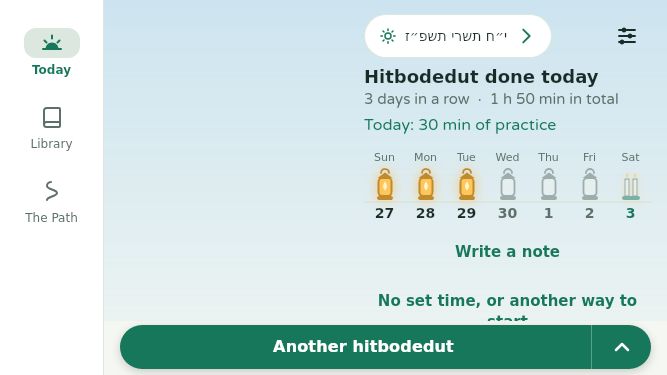 Today
Library
The Path
י״ח תשרי תשפ״ז
Hitbodedut done today
3 days in a row · 1 h 50 min in total
Today: 30 min of practice
Sun Mon Tue Wed Thu Fri Sat
27 28 29 30 1 2 3
Write a note
No set time, or another way to
start
Another hitbodedut